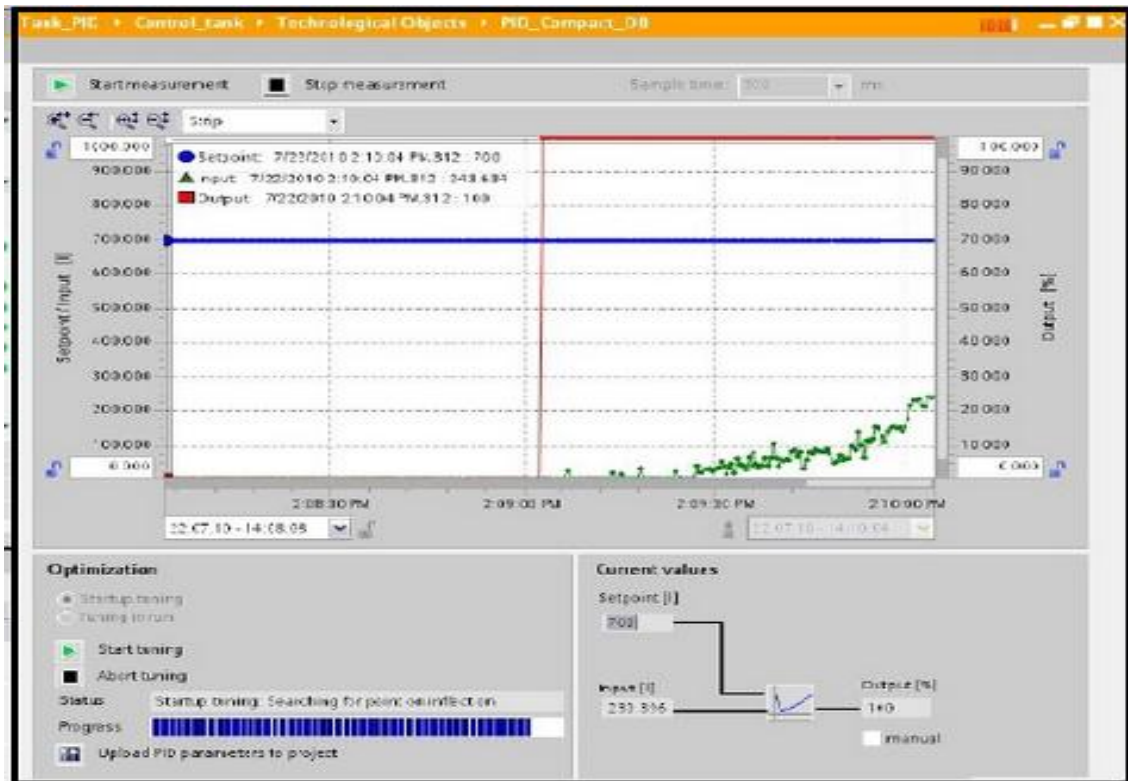 Task_PIC Control_tank Technological Objects PID_Compact_DB
Start measurement Stop measurement Sample time: ms
Strip
1000.000 100.000
Setpoint: 2:10:04 PM.812 : 700
Input: 7/22/2010 2:10:04 PM.812 :
Output: 7/22/2010 2:10:04 PM.812 : 100
900.000 90.000
800.000 80.000
700.000 70.000
600.000 60.000
500.000 50.000
400.000 40.000
300.000 30.000
200.000 20.000
100.000 10.000
0.000 0.000
Setpoint / Input [l]
Output [%]
2:08:30 PM 2:09:00 PM 2:09:30 PM 2:10:00 PM
22.07.10 - 14:08:08
Optimization
Startup tuning
Tuning in run
Start tuning
Abort tuning
Status Startup tuning: Searching for point on inflection
Progress
Upload PID parameters to project
Current values
Setpoint [l]
700
Input [l] Output [%]
100
manual